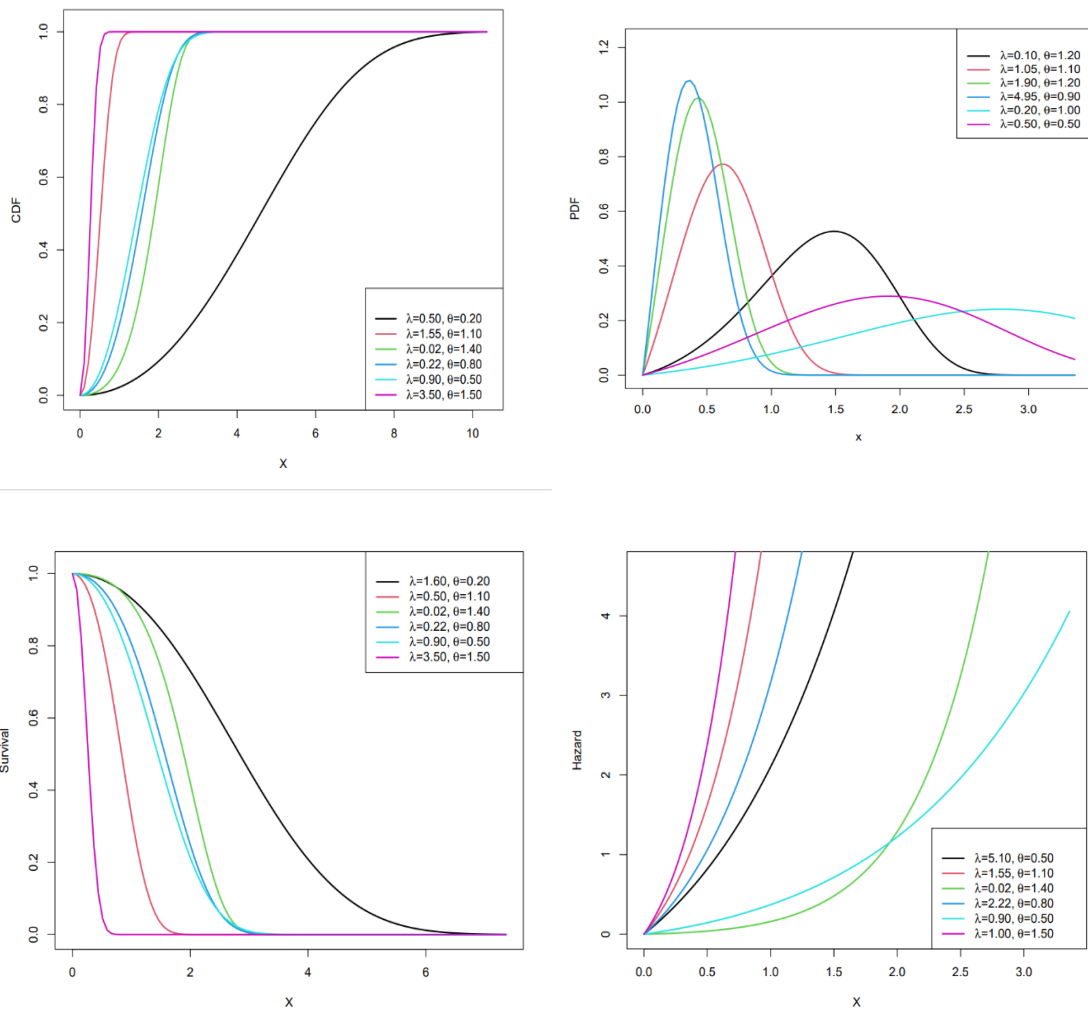 CDF
1.0
0.8
0.6
0.4
0.2
0.0
λ=0.50, θ=0.20
λ=1.55, θ=1.10
λ=0.02, θ=1.40
λ=0.22, θ=0.80
λ=0.90, θ=0.50
λ=3.50, θ=1.50
0 2 4 6 8 10
X
PDF
1.2
1.0
0.8
0.6
0.4
0.2
0.0
λ=0.10, θ=1.20
λ=1.05, θ=1.10
λ=1.90, θ=1.20
λ=4.95, θ=0.90
λ=0.20, θ=1.00
λ=0.50, θ=0.50
0.0 0.5 1.0 1.5 2.0 2.5 3.0
x
Survival
1.0
0.8
0.6
0.4
0.2
0.0
λ=1.60, θ=0.20
λ=0.50, θ=1.10
λ=0.02, θ=1.40
λ=0.22, θ=0.80
λ=0.90, θ=0.50
λ=3.50, θ=1.50
0 2 4 6
X
Hazard
4
3
2
1
0
λ=5.10, θ=0.50
λ=1.55, θ=1.10
λ=0.02, θ=1.40
λ=2.22, θ=0.80
λ=0.90, θ=0.50
λ=1.00, θ=1.50
0.0 0.5 1.0 1.5 2.0 2.5 3.0
X